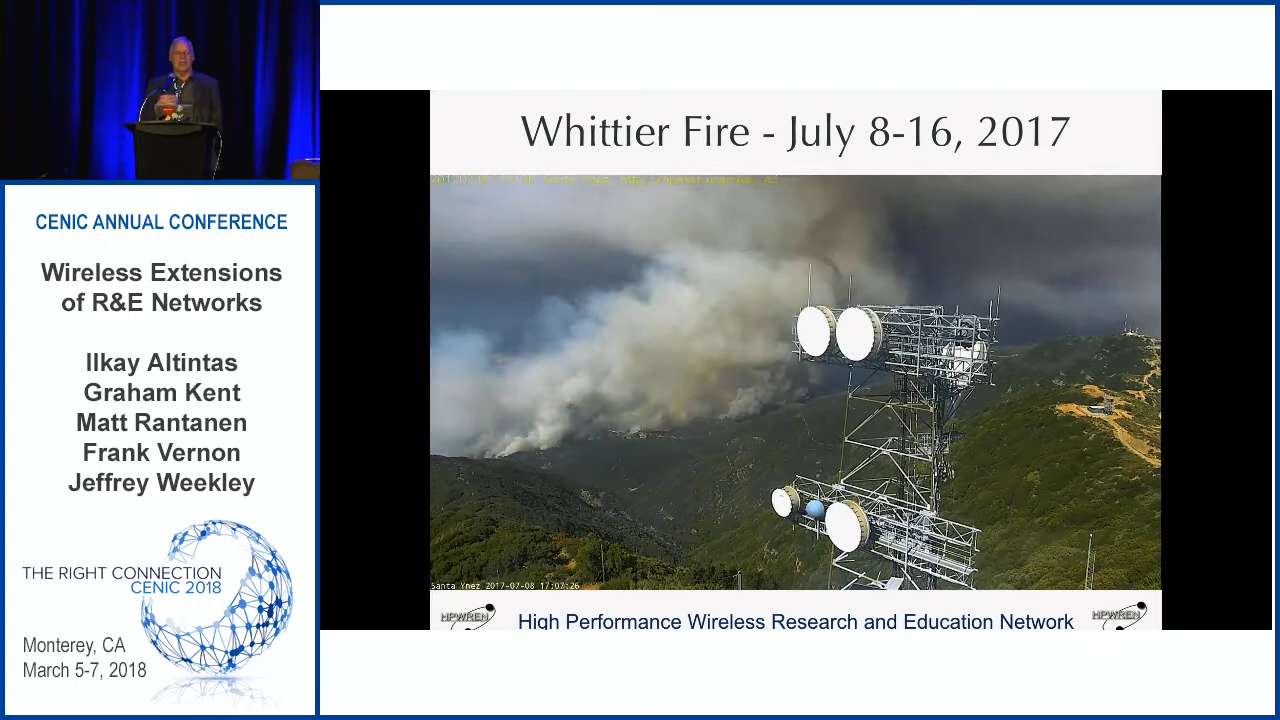 CENIC ANNUAL CONFERENCE
Wireless Extensions
of R&E Networks
Ilkay Altintas
Graham Kent
Matt Rantanen
Frank Vernon
Jeffrey Weekley
THE RIGHT CONNECTION
CENIC 2018
Monterey, CA
March 5-7, 2018
Whittier Fire - July 8-16, 2017
Santa Ynez 2017-07-08 17:07:26
HPWREN
High Performance Wireless Research and Education Network
HPWREN